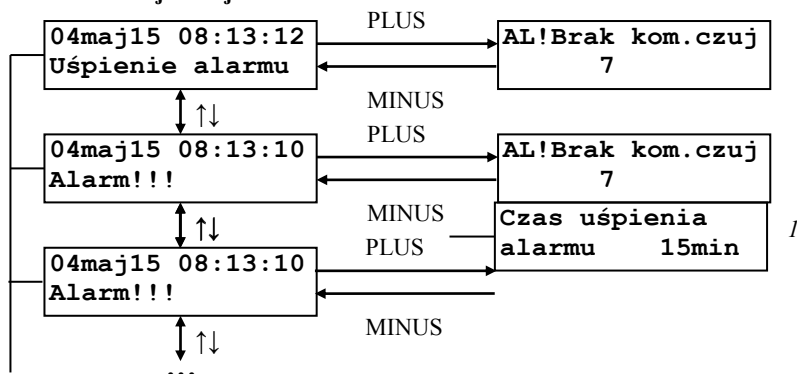 PLUS
04maj15 08:13:12
Uśpienie alarmu
AL!Brak kom.czuj
7
MINUS
↑↓
PLUS
04maj15 08:13:10
Alarm!!!
AL!Brak kom.czuj
7
MINUS
↑↓
Czas uśpienia
alarmu 15min
1
PLUS
04maj15 08:13:10
Alarm!!!
MINUS
↑↓
...